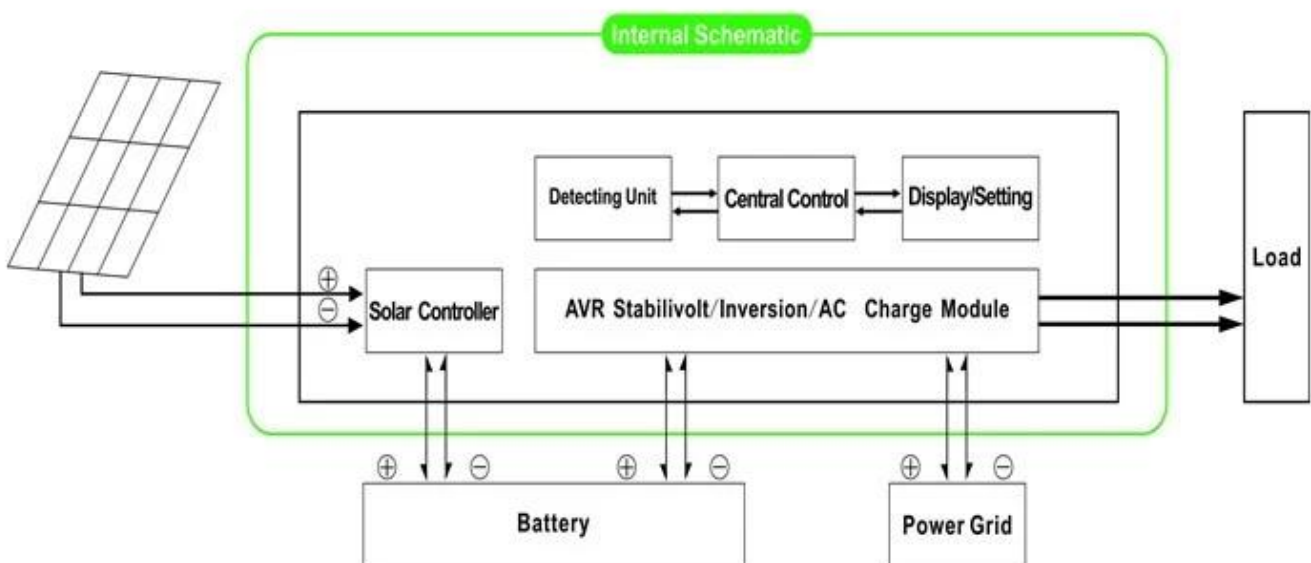 Internal Schematic
Detecting Unit
Central Control
Display/Setting
⊕
⊖
Solar Controller
AVR Stabilivolt/Inversion/AC Charge Module
Load
⊕ ⊖ ⊕ ⊖ ⊕ ⊖
Battery
Power Grid